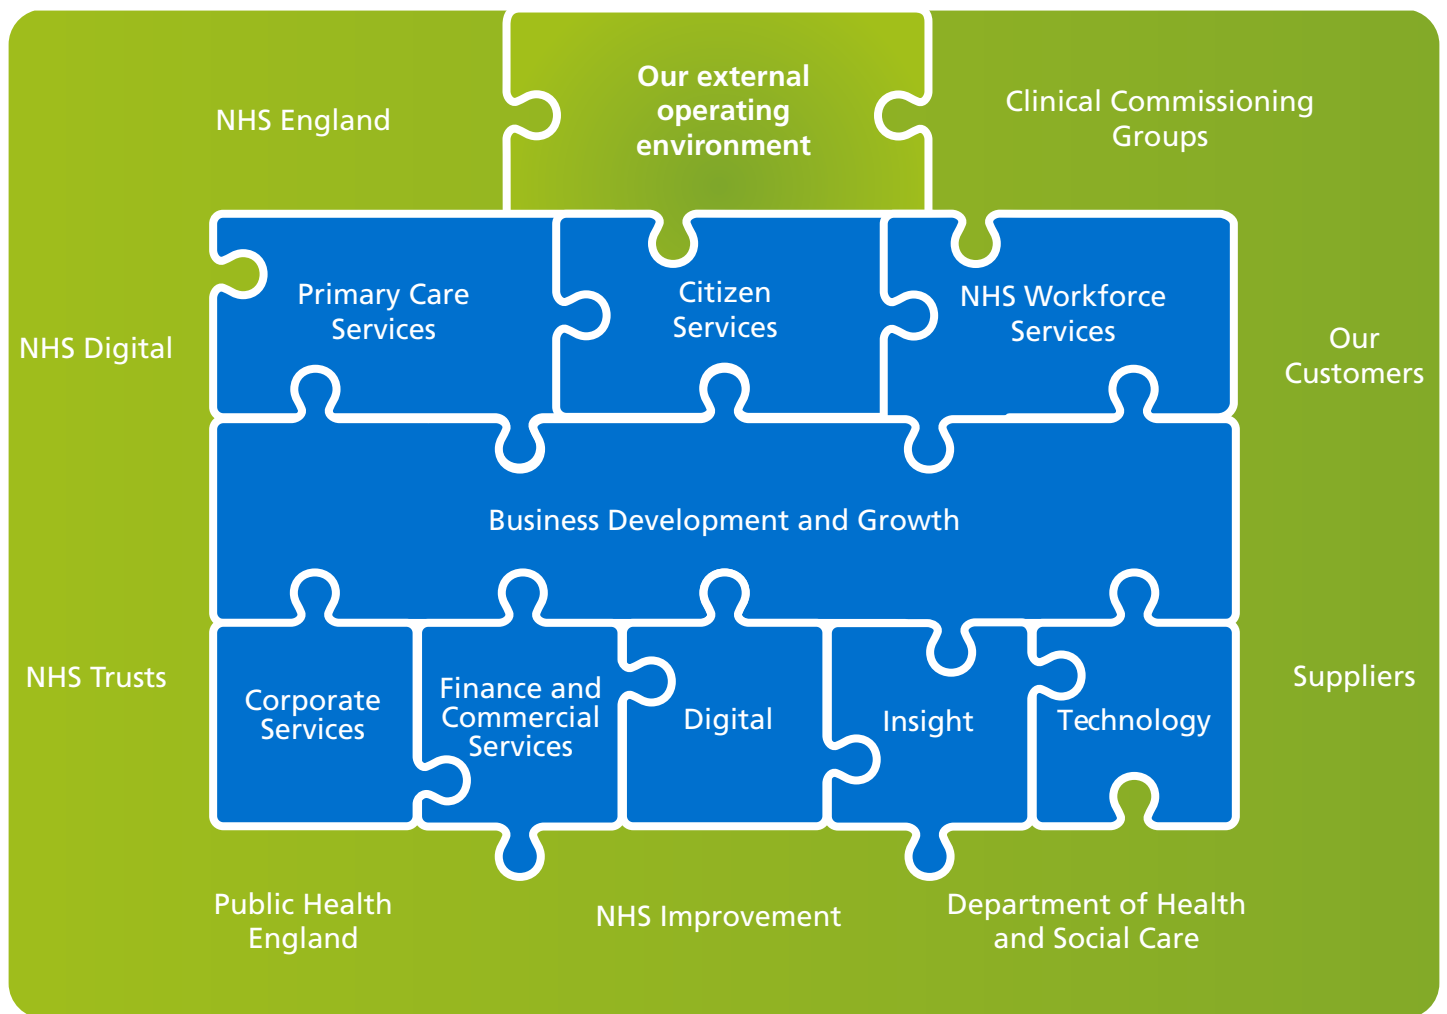 Our external
operating
environment
NHS England
Clinical Commissioning
Groups
Primary Care
Services
Citizen
Services
NHS Workforce
Services
NHS Digital
Our
Customers
Business Development and Growth
NHS Trusts
Corporate
Services
Finance and
Commercial
Services
Digital
Insight
Technology
Suppliers
Public Health
England
NHS Improvement
Department of Health
and Social Care